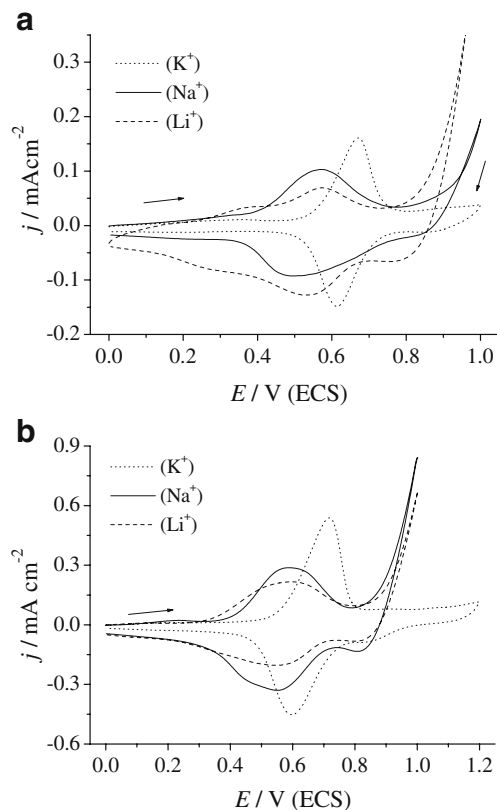 a
(K⁺)
(Na⁺)
(Li⁺)
j / mAcm⁻²
0.3
0.2
0.1
0.0
-0.1
-0.2
0.0 0.2 0.4 0.6 0.8 1.0
E / V (ECS)
b
(K⁺)
(Na⁺)
(Li⁺)
j / mA cm⁻²
0.9
0.6
0.3
0.0
-0.3
-0.6
0.0 0.2 0.4 0.6 0.8 1.0 1.2
E / V (ECS)